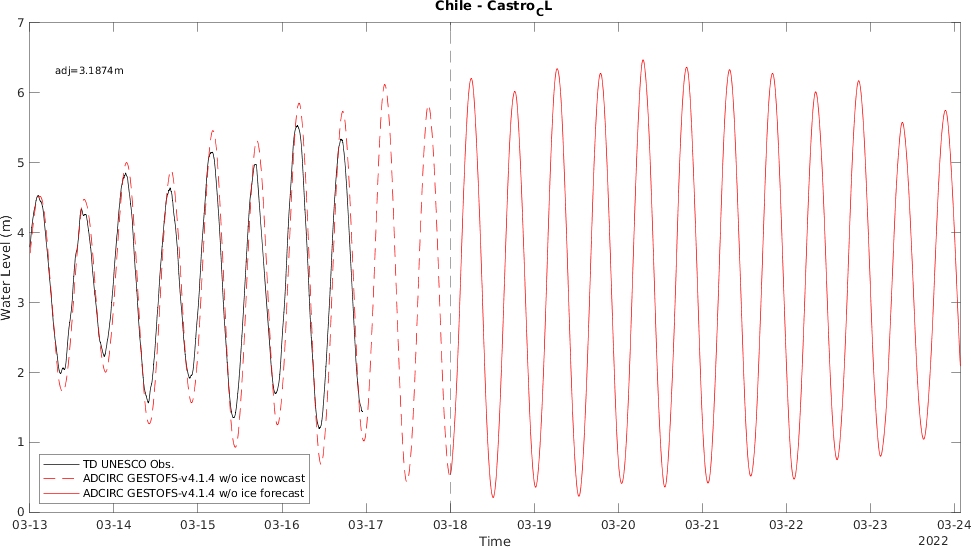 Chile - CastroCL
7
adj=3.1874m
6
5
4
Water Level (m)
3
2
1
TD UNESCO Obs.
ADCIRC GESTOFS-v4.1.4 w/o ice nowcast
ADCIRC GESTOFS-v4.1.4 w/o ice forecast
0
03-13 03-14 03-15 03-16 03-17 03-18 03-19 03-20 03-21 03-22 03-23 03-24
Time
2022